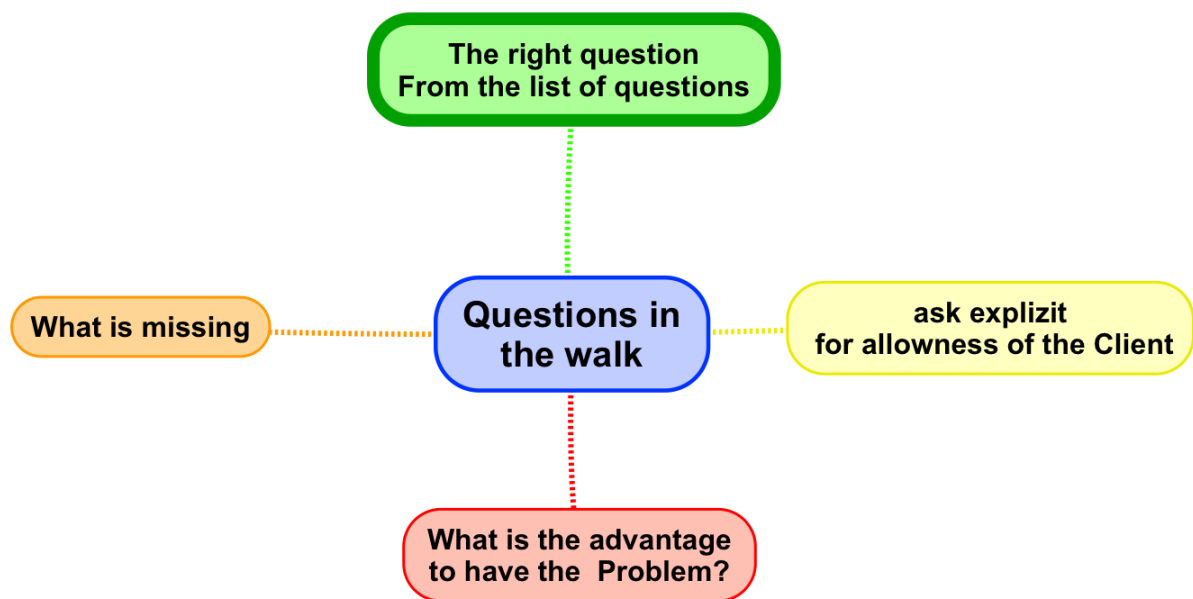 The right question
From the list of questions
What is missing
Questions in
the walk
ask explizit
for allowness of the Client
What is the advantage
to have the  Problem?